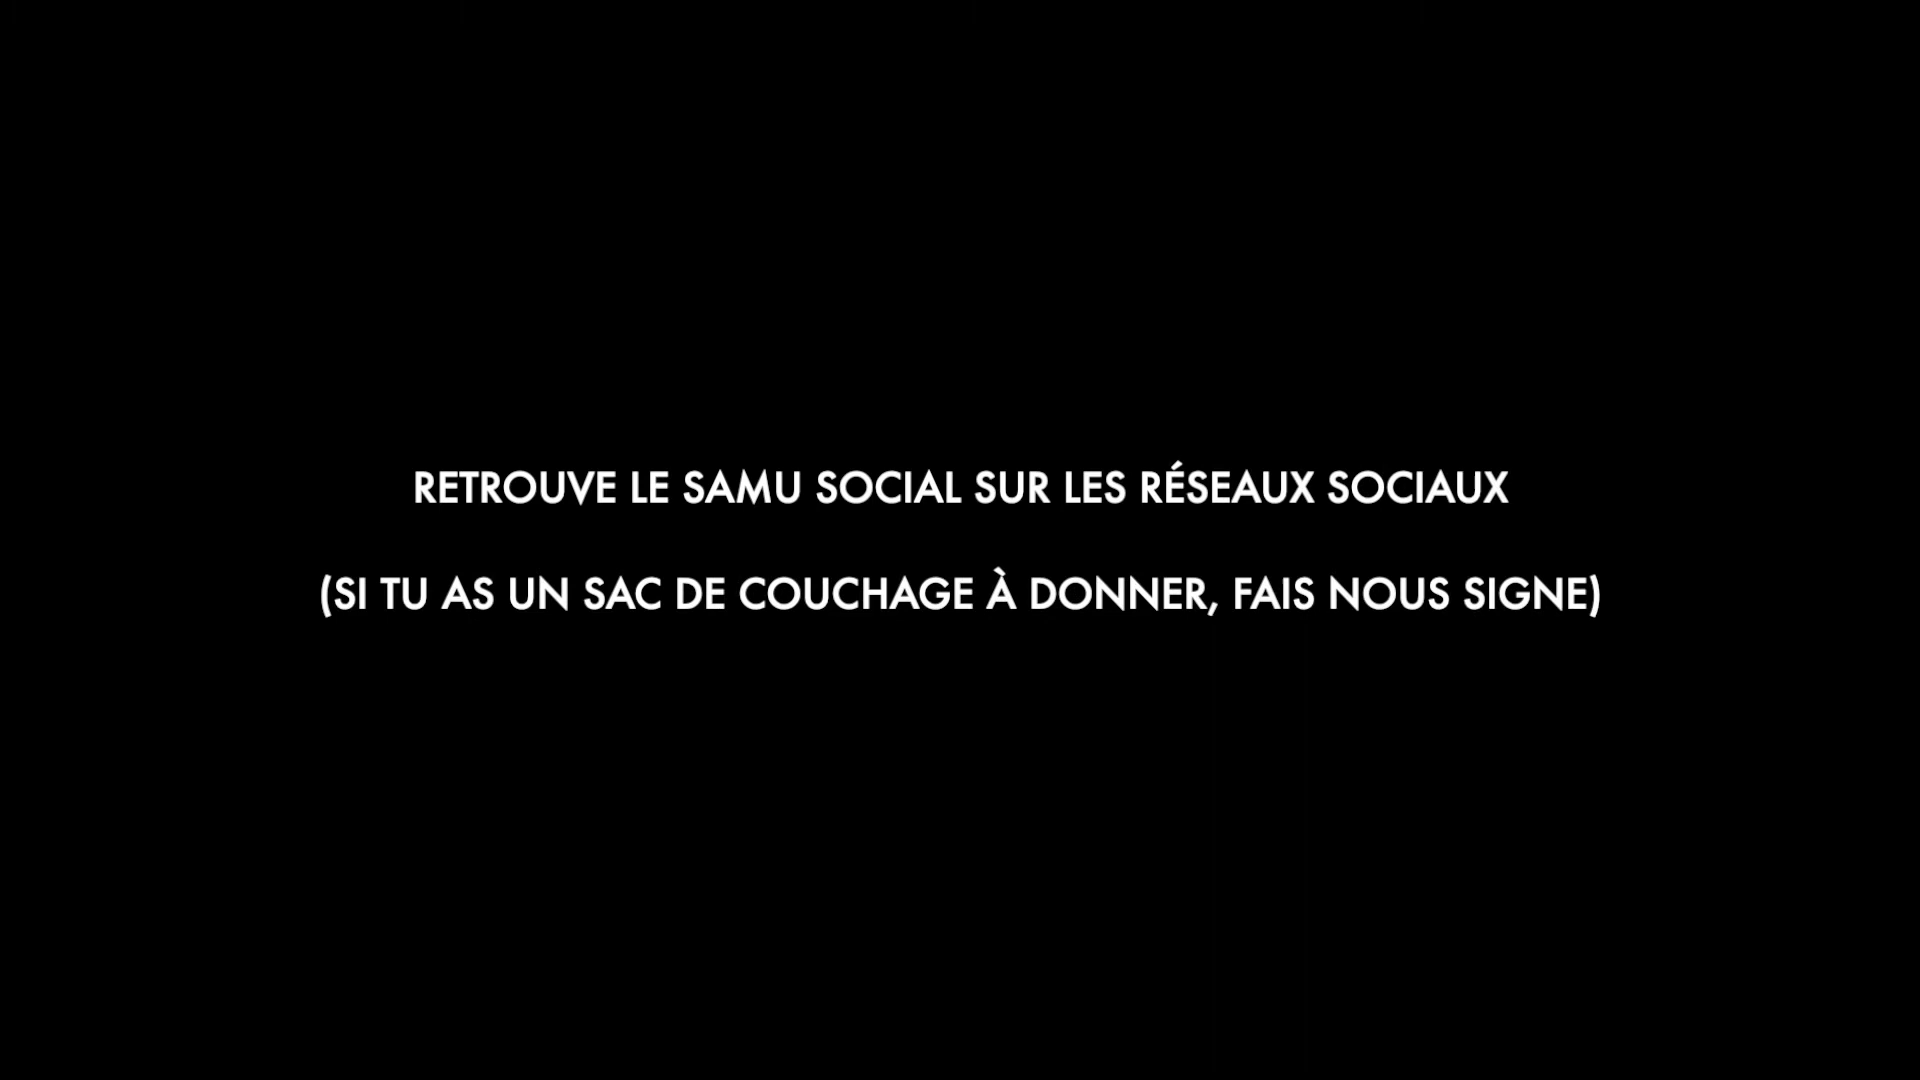 RETROUVE LE SAMU SOCIAL SUR LES RÉSEAUX SOCIAUX
(SI TU AS UN SAC DE COUCHAGE À DONNER, FAIS NOUS SIGNE)